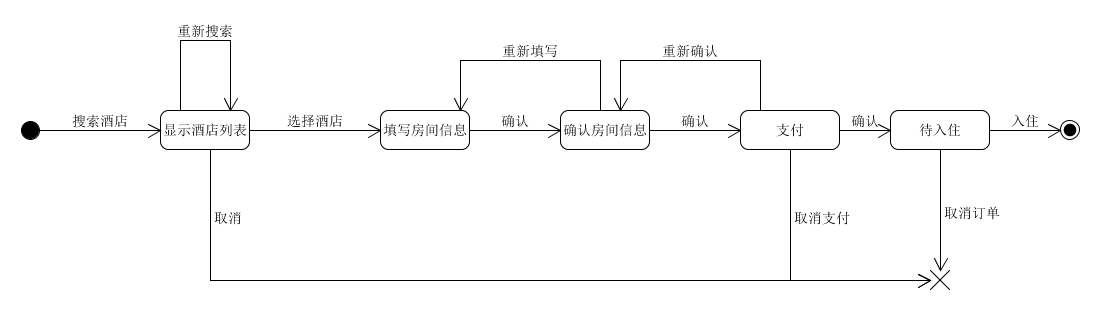 重新搜索
重新填写
重新确认
搜索酒店
显示酒店列表
选择酒店
填写房间信息
确认
确认房间信息
确认
支付
确认
待入住
入住
取消
取消支付
取消订单